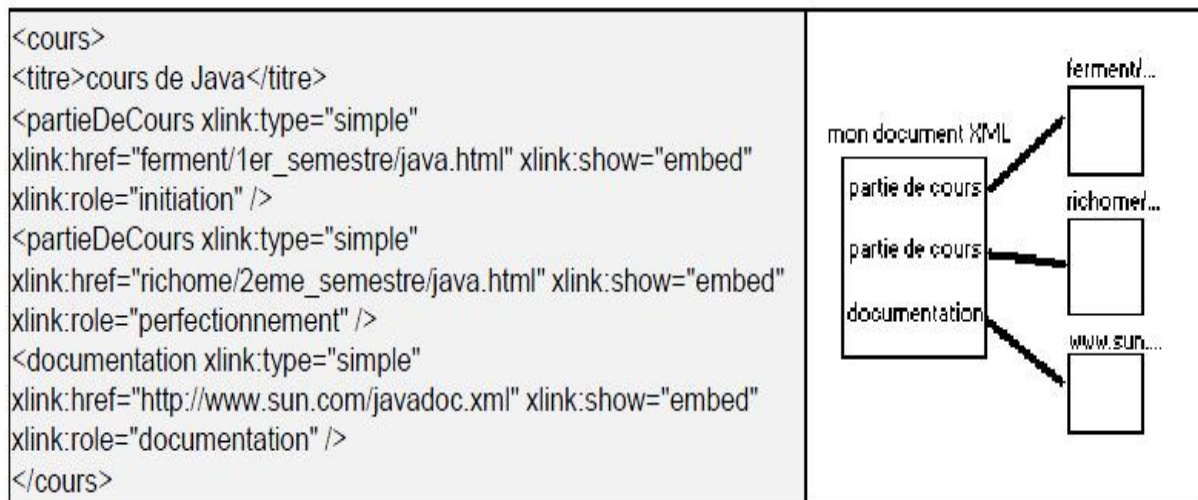 <cours>
<titre>cours de Java</titre>
<partieDeCours xlink:type="simple"
xlink:href="ferment/1er_semestre/java.html" xlink:show="embed"
xlink:role="initiation" />
<partieDeCours xlink:type="simple"
xlink:href="richome/2eme_semestre/java.html" xlink:show="embed"
xlink:role="perfectionnement" />
<documentation xlink:type="simple"
xlink:href="http://www.sun.com/javadoc.xml" xlink:show="embed"
xlink:role="documentation" />
</cours>
mon document XML
partie de cours
partie de cours
documentation
ferment/...
richome/...
www.sun....